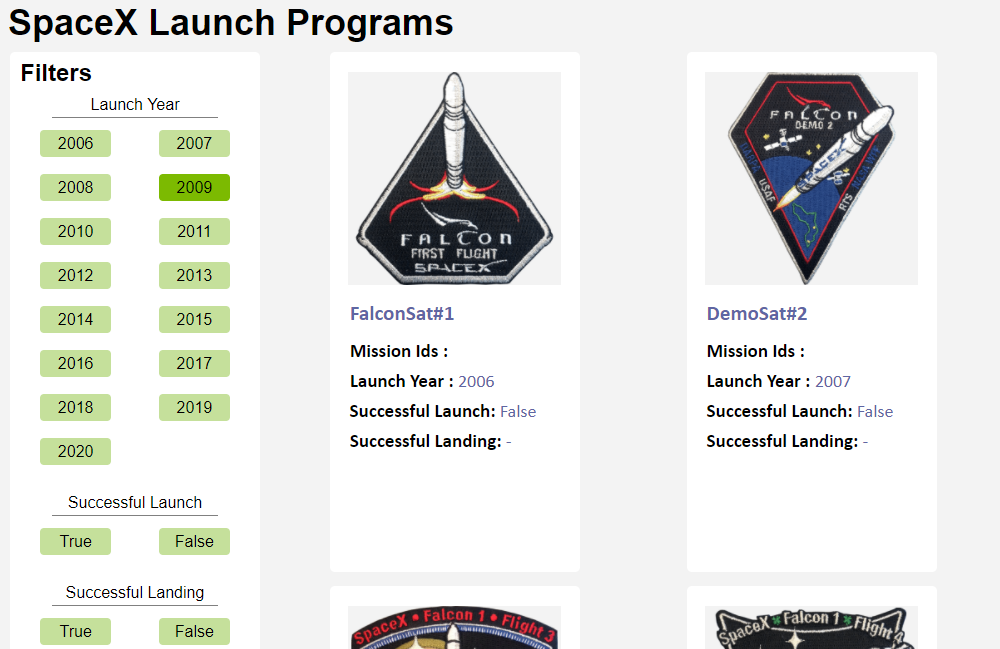 SpaceX Launch Programs
Filters
Launch Year
2006 2007
2008 2009
2010 2011
2012 2013
2014 2015
2016 2017
2018 2019
2020
Successful Launch
True False
Successful Landing
True False
FALCON
FIRST FLIGHT
SPACEX
FalconSat#1
Mission Ids :
Launch Year : 2006
Successful Launch: False
Successful Landing: -
FALCON
DEMO 2
SPACEX
DARPA
USAF
RTS
DemoSat#2
Mission Ids :
Launch Year : 2007
Successful Launch: False
Successful Landing: -
SpaceX • Falcon 1 • Flight 3
SpaceX Falcon 1 Flight 4